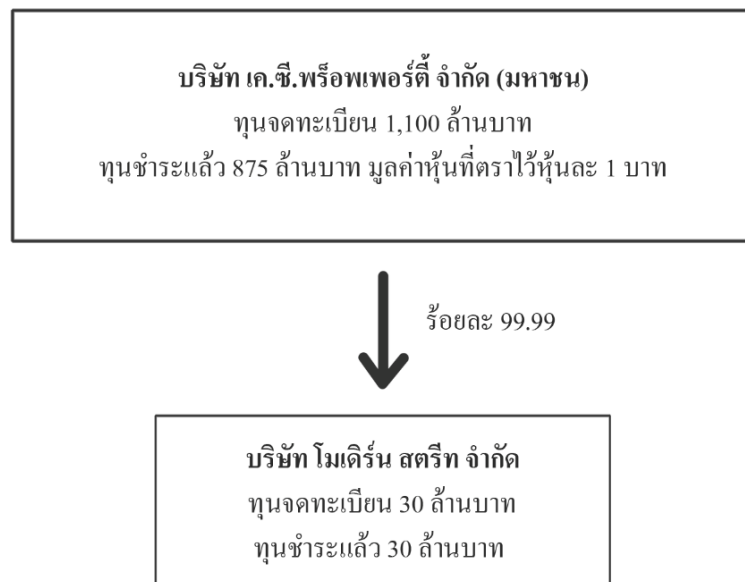 บริษัท เค.ซี.พร็อพเพอร์ตี้ จำกัด (มหาชน)
ทุนจดทะเบียน 1,100 ล้านบาท
ทุนชำระแล้ว 875 ล้านบาท มูลค่าหุ้นที่ตราไว้หุ้นละ 1 บาท
ร้อยละ 99.99
บริษัท โมเดิร์น สตรีท จำกัด
ทุนจดทะเบียน 30 ล้านบาท
ทุนชำระแล้ว 30 ล้านบาท